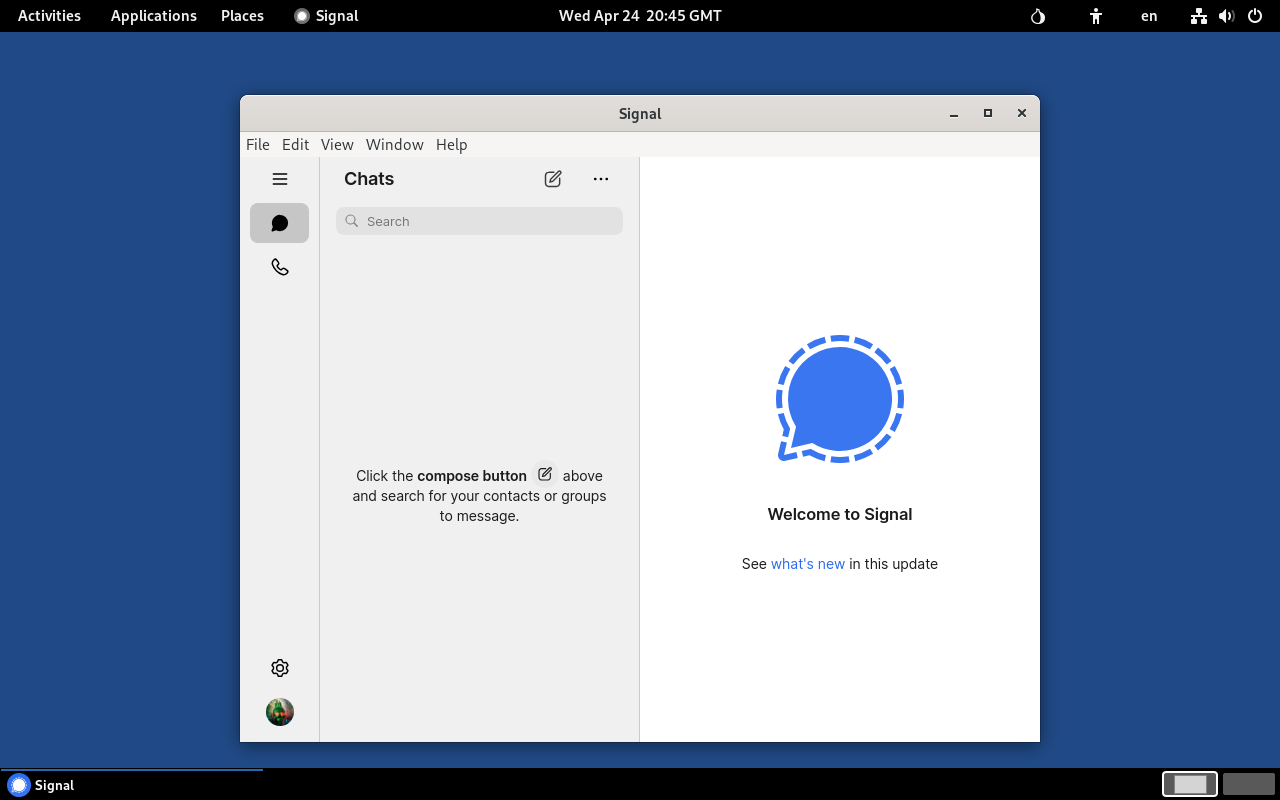 Activities Applications Places Signal Wed Apr 24 20:45 GMT en
Signal
File Edit View Window Help
Chats
Search
Click the compose button above
and search for your contacts or groups
to message.
Welcome to Signal
See what's new in this update
Signal